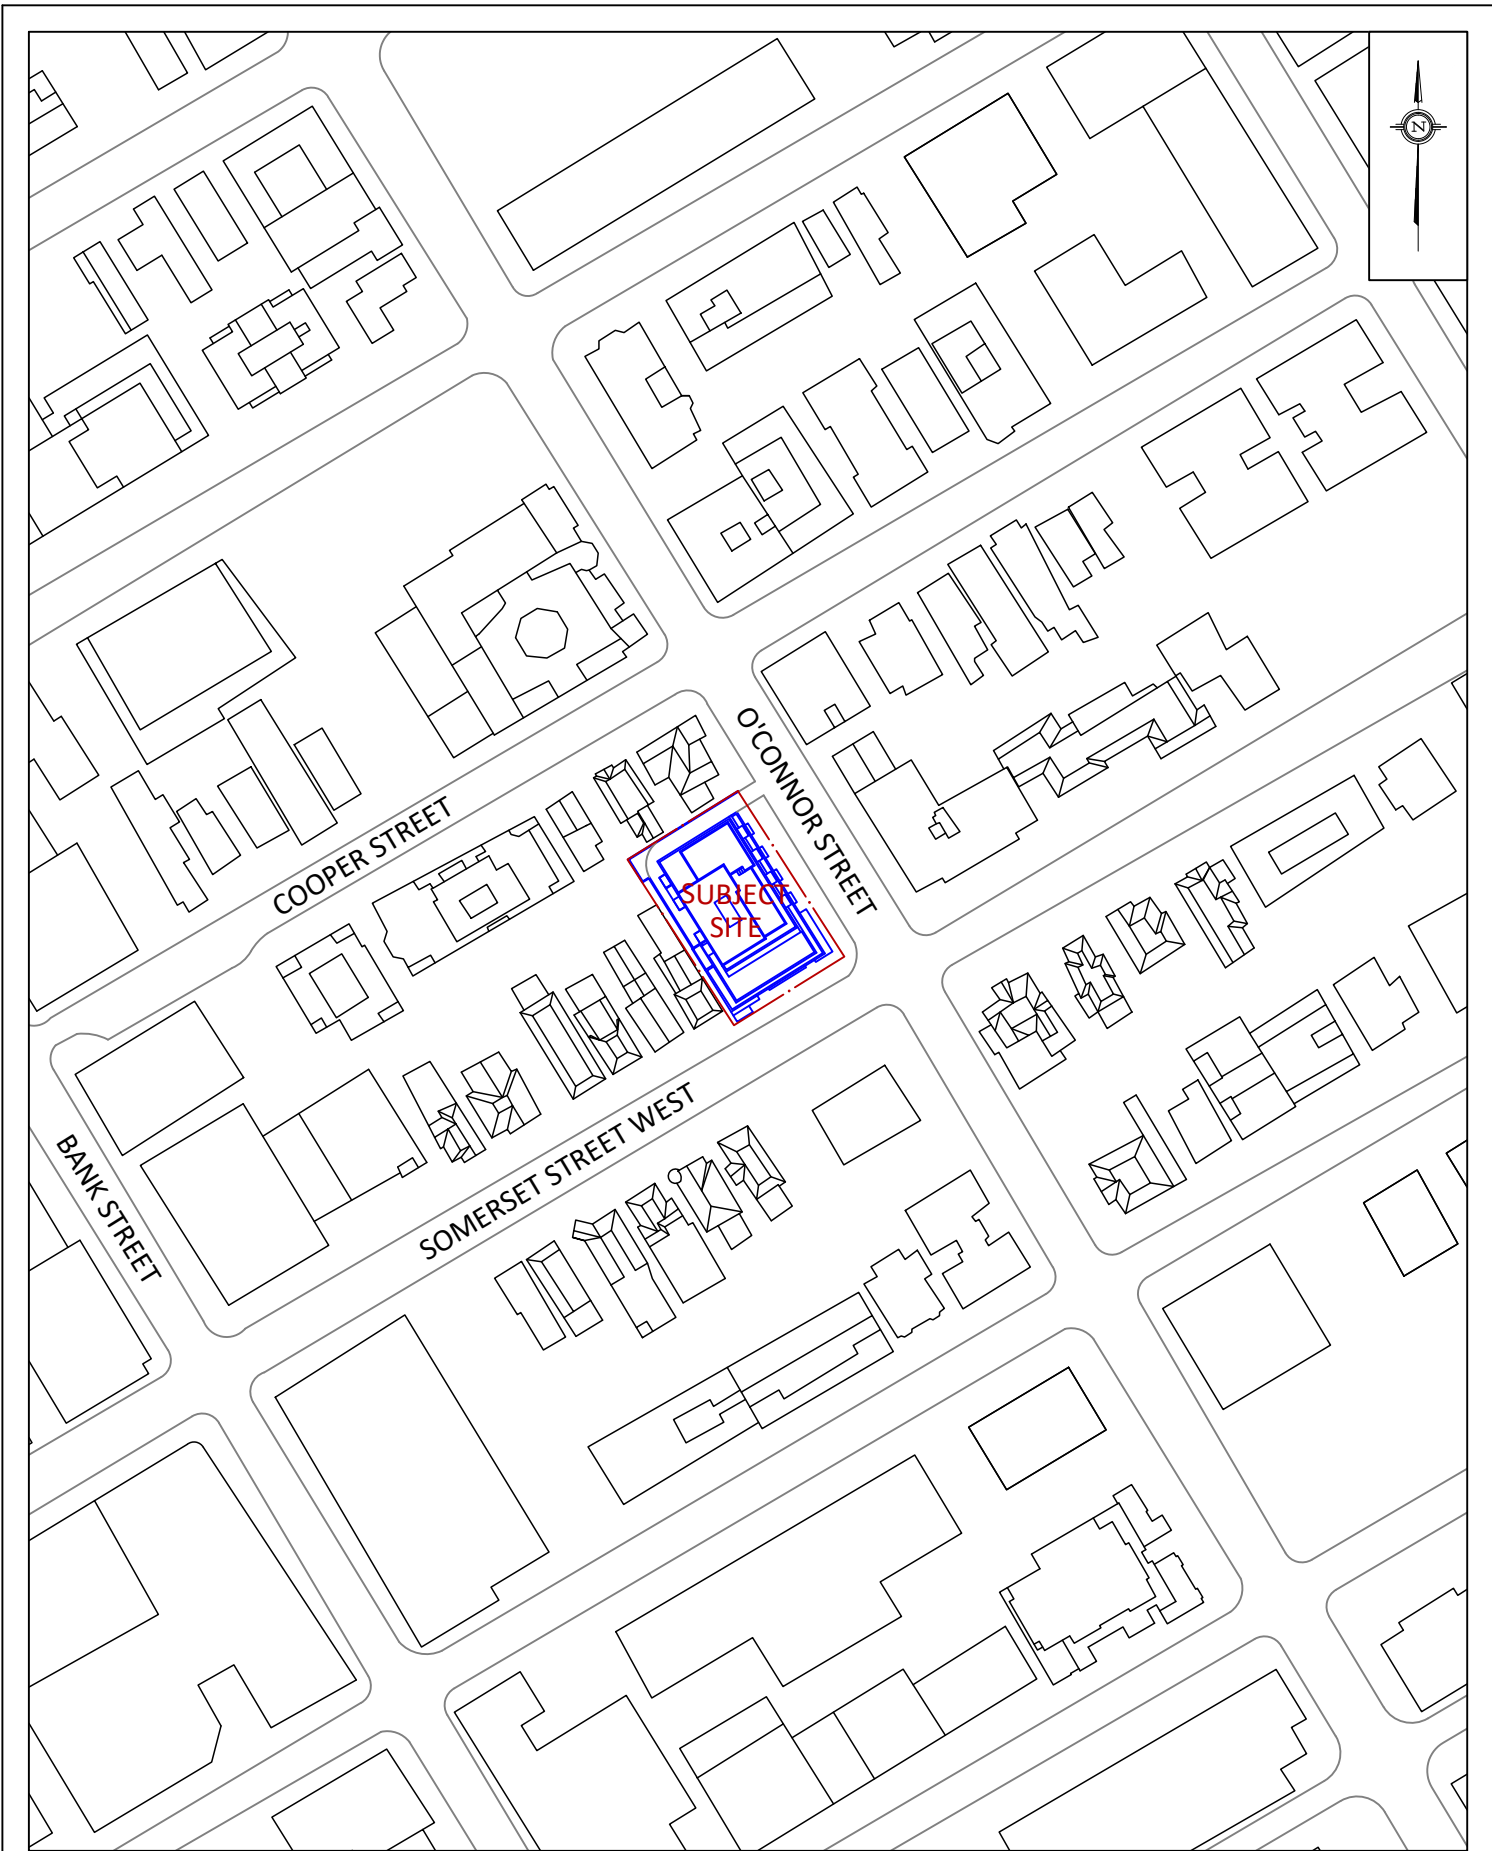 N
O'CONNOR STREET
COOPER STREET
SUBJECT
SITE
SOMERSET STREET WEST
BANK STREET